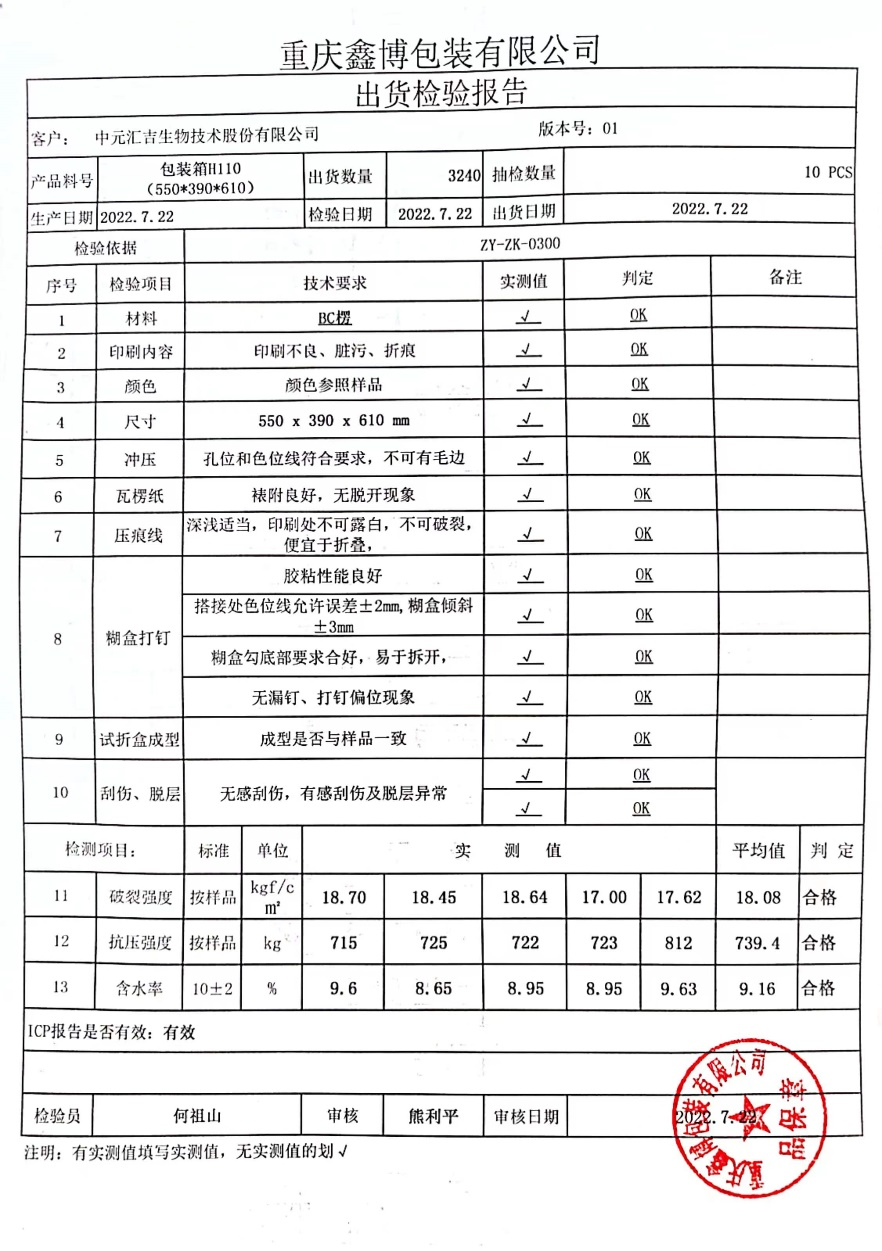 重庆鑫博包装有限公司
出货检验报告
客户： 中元汇吉生物技术股份有限公司 版本号：01
产品料号 包装箱H110 （550*390*610） 出货数量 3240 抽检数量 10 PCS
生产日期 2022.7.22 检验日期 2022.7.22 出货日期 2022.7.22
检验依据 ZY-ZK-0300
序号 检验项目 技术要求 实测值 判定 备注
1 材料 BC楞 √ OK
2 印刷内容 印刷不良、脏污、折痕 √ OK
3 颜色 颜色参照样品 √ OK
4 尺寸 550 x 390 x 610 mm √ OK
5 冲压 孔位和色位线符合要求，不可有毛边 √ OK
6 瓦楞纸 裱附良好，无脱开现象 √ OK
7 压痕线 深浅适当，印刷处不可露白，不可破裂，
便宜于折叠， √ OK
8 糊盒打钉 胶粘性能良好 √ OK
搭接处色位线允许误差±2mm,糊盒倾斜
±3mm √ OK
糊盒勾底部要求合好，易于拆开， √ OK
无漏钉、打钉偏位现象 √ OK
9 试折盒成型 成型是否与样品一致 √ OK
10 刮伤、脱层 无感刮伤，有感刮伤及脱层异常 √ OK
√ OK
检测项目： 标准 单位 实 测 值 平均值 判 定
11 破裂强度 按样品 kgf/cm² 18.70 18.45 18.64 17.00 17.62 18.08 合格
12 抗压强度 按样品 kg 715 725 722 723 812 739.4 合格
13 含水率 10±2 % 9.6 8.65 8.95 8.95 9.63 9.16 合格
ICP报告是否有效：有效
检验员 何祖山 审核 熊利平 审核日期 2022.7.22
重庆鑫博包装有限公司
品保章
注明：有实测值填写实测值，无实测值的划√